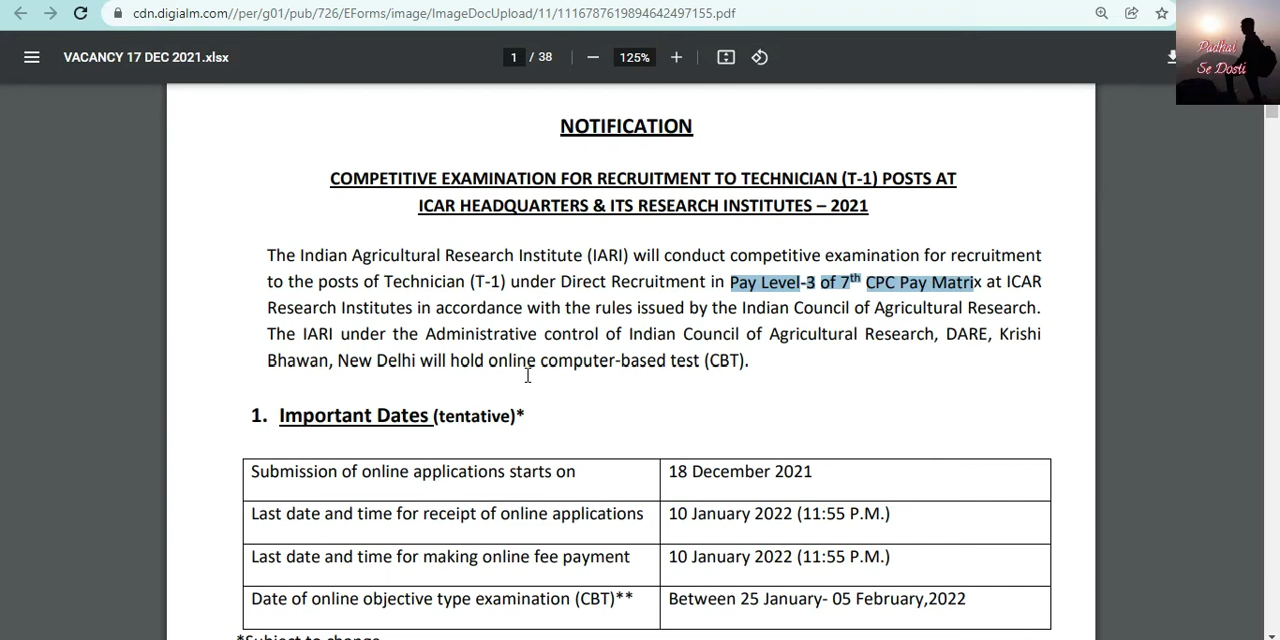 cdn.digialm.com//per/g01/pub/726/EForms/image/ImageDocUpload/11/1116787619894642497155.pdf
VACANCY 17 DEC 2021.xlsx
1 / 38
125%
Padhai
Se Dosti
NOTIFICATION
COMPETITIVE EXAMINATION FOR RECRUITMENT TO TECHNICIAN (T-1) POSTS AT
ICAR HEADQUARTERS & ITS RESEARCH INSTITUTES – 2021
The Indian Agricultural Research Institute (IARI) will conduct competitive examination for recruitment
to the posts of Technician (T-1) under Direct Recruitment in Pay Level-3 of 7th CPC Pay Matrix at ICAR
Research Institutes in accordance with the rules issued by the Indian Council of Agricultural Research.
The IARI under the Administrative control of Indian Council of Agricultural Research, DARE, Krishi
Bhawan, New Delhi will hold online computer-based test (CBT).
1. Important Dates (tentative)*
Submission of online applications starts on 18 December 2021
Last date and time for receipt of online applications 10 January 2022 (11:55 P.M.)
Last date and time for making online fee payment 10 January 2022 (11:55 P.M.)
Date of online objective type examination (CBT)** Between 25 January- 05 February,2022
*Subject to change